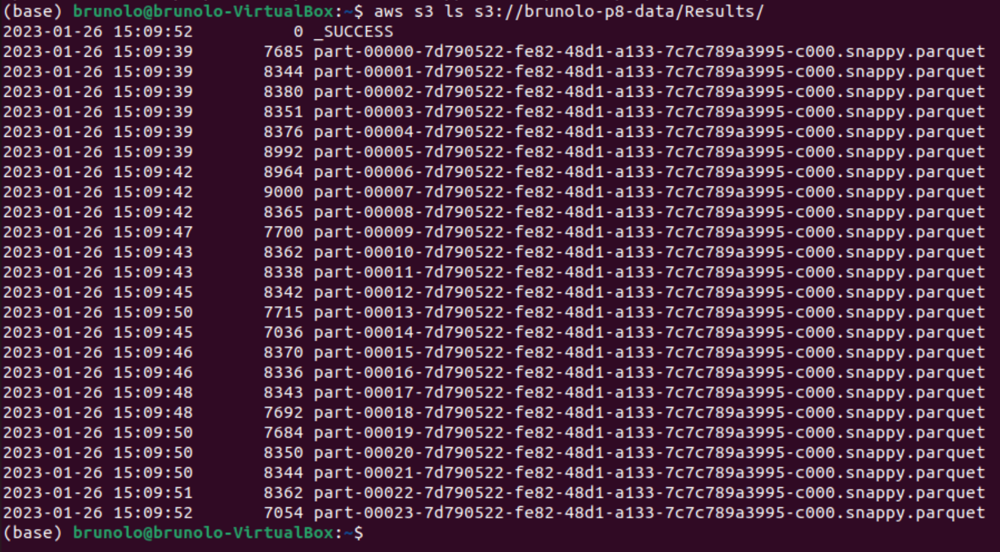 (base) brunolo@brunolo-VirtualBox:~$ aws s3 ls s3://brunolo-p8-data/Results/
2023-01-26 15:09:52          0 _SUCCESS
2023-01-26 15:09:39       7685 part-00000-7d790522-fe82-48d1-a133-7c7c789a3995-c000.snappy.parquet
2023-01-26 15:09:39       8344 part-00001-7d790522-fe82-48d1-a133-7c7c789a3995-c000.snappy.parquet
2023-01-26 15:09:39       8380 part-00002-7d790522-fe82-48d1-a133-7c7c789a3995-c000.snappy.parquet
2023-01-26 15:09:39       8351 part-00003-7d790522-fe82-48d1-a133-7c7c789a3995-c000.snappy.parquet
2023-01-26 15:09:39       8376 part-00004-7d790522-fe82-48d1-a133-7c7c789a3995-c000.snappy.parquet
2023-01-26 15:09:39       8992 part-00005-7d790522-fe82-48d1-a133-7c7c789a3995-c000.snappy.parquet
2023-01-26 15:09:42       8964 part-00006-7d790522-fe82-48d1-a133-7c7c789a3995-c000.snappy.parquet
2023-01-26 15:09:42       9000 part-00007-7d790522-fe82-48d1-a133-7c7c789a3995-c000.snappy.parquet
2023-01-26 15:09:42       8365 part-00008-7d790522-fe82-48d1-a133-7c7c789a3995-c000.snappy.parquet
2023-01-26 15:09:47       7700 part-00009-7d790522-fe82-48d1-a133-7c7c789a3995-c000.snappy.parquet
2023-01-26 15:09:43       8362 part-00010-7d790522-fe82-48d1-a133-7c7c789a3995-c000.snappy.parquet
2023-01-26 15:09:43       8338 part-00011-7d790522-fe82-48d1-a133-7c7c789a3995-c000.snappy.parquet
2023-01-26 15:09:45       8342 part-00012-7d790522-fe82-48d1-a133-7c7c789a3995-c000.snappy.parquet
2023-01-26 15:09:50       7715 part-00013-7d790522-fe82-48d1-a133-7c7c789a3995-c000.snappy.parquet
2023-01-26 15:09:45       7036 part-00014-7d790522-fe82-48d1-a133-7c7c789a3995-c000.snappy.parquet
2023-01-26 15:09:46       8370 part-00015-7d790522-fe82-48d1-a133-7c7c789a3995-c000.snappy.parquet
2023-01-26 15:09:46       8336 part-00016-7d790522-fe82-48d1-a133-7c7c789a3995-c000.snappy.parquet
2023-01-26 15:09:48       8343 part-00017-7d790522-fe82-48d1-a133-7c7c789a3995-c000.snappy.parquet
2023-01-26 15:09:48       7692 part-00018-7d790522-fe82-48d1-a133-7c7c789a3995-c000.snappy.parquet
2023-01-26 15:09:50       7684 part-00019-7d790522-fe82-48d1-a133-7c7c789a3995-c000.snappy.parquet
2023-01-26 15:09:50       8350 part-00020-7d790522-fe82-48d1-a133-7c7c789a3995-c000.snappy.parquet
2023-01-26 15:09:50       8344 part-00021-7d790522-fe82-48d1-a133-7c7c789a3995-c000.snappy.parquet
2023-01-26 15:09:51       8362 part-00022-7d790522-fe82-48d1-a133-7c7c789a3995-c000.snappy.parquet
2023-01-26 15:09:52       7054 part-00023-7d790522-fe82-48d1-a133-7c7c789a3995-c000.snappy.parquet
(base) brunolo@brunolo-VirtualBox:~$